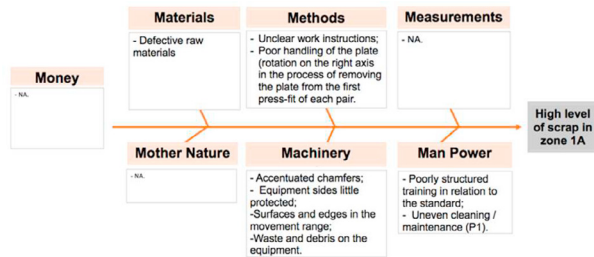 Materials
- Defective raw
materials
Methods
- Unclear work instructions;
- Poor handling of the plate
(rotation on the right axis
in the process of removing
the plate from the first
press-fit of each pair.
Measurements
- NA.
Money
- NA.
High level
of scrap in
zone 1A
Mother Nature
- NA.
Machinery
- Accentuated chamfers;
- Equipment sides little
protected;
-Surfaces and edges in the
movement range;
-Waste and debris on the
equipment.
Man Power
- Poorly structured
training in relation to
the standard;
- Uneven cleaning /
maintenance (P1).